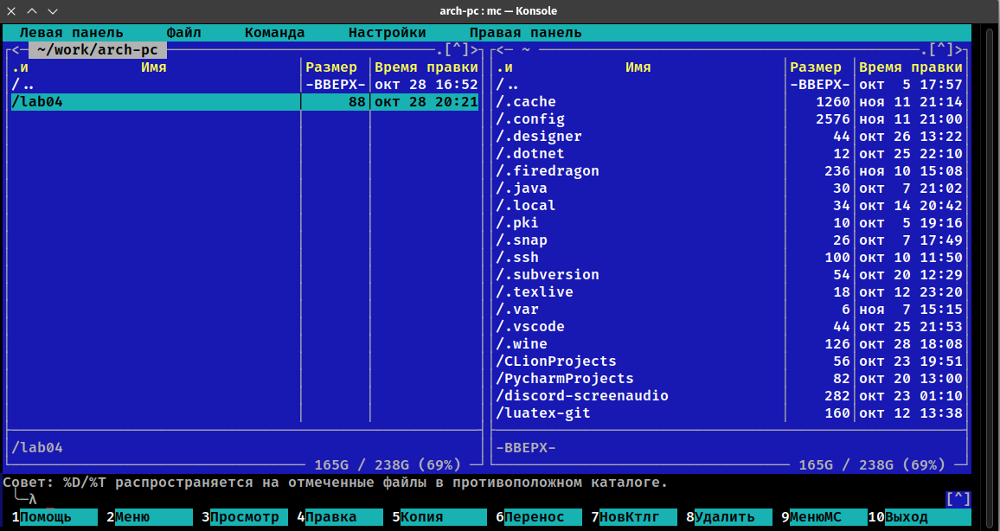 arch-pc : mc — Konsole
Левая панель Файл Команда Настройки Правая панель
<— ~/work/arch-pc .[^]> <— ~ .[^]>
.и Имя Размер Время правки .и Имя Размер Время правки
/.. -ВВЕРХ- окт 28 16:52 /.. -ВВЕРХ- окт 5 17:57
/lab04 88 окт 28 20:21 /.cache 1260 ноя 11 21:14
/.config 2576 ноя 11 21:00
/.designer 44 окт 26 13:22
/.dotnet 12 окт 25 22:10
/.firedragon 236 ноя 10 15:08
/.java 30 окт 7 21:02
/.local 34 окт 14 20:42
/.pki 10 окт 5 19:16
/.snap 26 окт 7 17:49
/.ssh 100 окт 10 11:50
/.subversion 54 окт 20 12:29
/.texlive 18 окт 12 23:20
/.var 6 ноя 7 15:15
/.vscode 44 окт 25 21:53
/.wine 126 окт 28 18:08
/CLionProjects 56 окт 23 19:51
/PycharmProjects 82 окт 20 13:00
/discord-screenaudio 282 окт 23 01:10
/luatex-git 160 окт 12 13:38
/lab04 -ВВЕРХ-
165G / 238G (69%) 165G / 238G (69%)
Совет: %D/%T распространяется на отмеченные файлы в противоположном каталоге.
╰─λ [^]
1Помощь 2Меню 3Просмотр 4Правка 5Копия 6Перенос 7НовКтлг 8Удалить 9МенюМС 10Выход